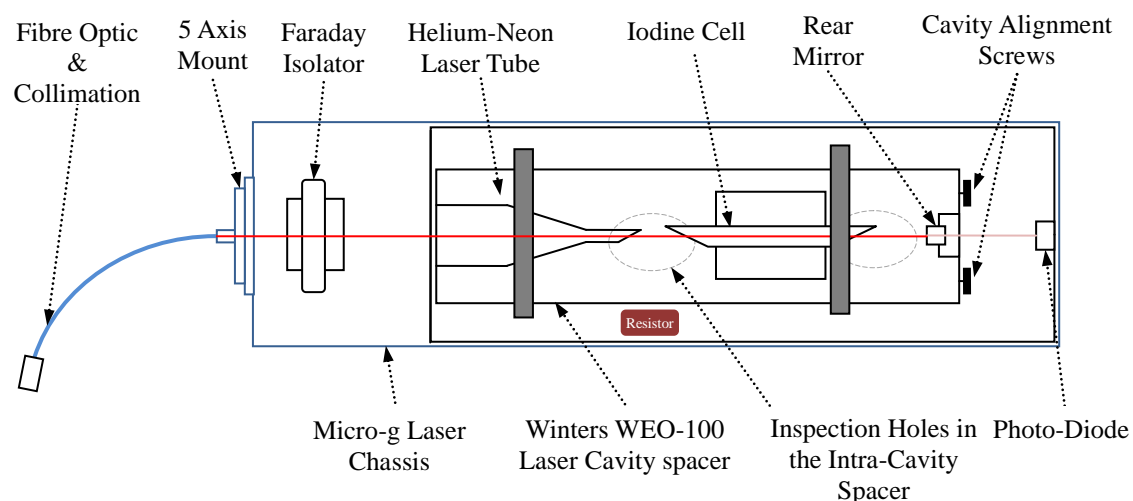 Fibre Optic
&
Collimation
5 Axis
Mount
Faraday
Isolator
Helium-Neon
Laser Tube
Iodine Cell
Rear
Mirror
Cavity Alignment
Screws
Resistor
Micro-g Laser
Chassis
Winters WEO-100
Laser Cavity spacer
Inspection Holes in
the Intra-Cavity
Spacer
Photo-Diode